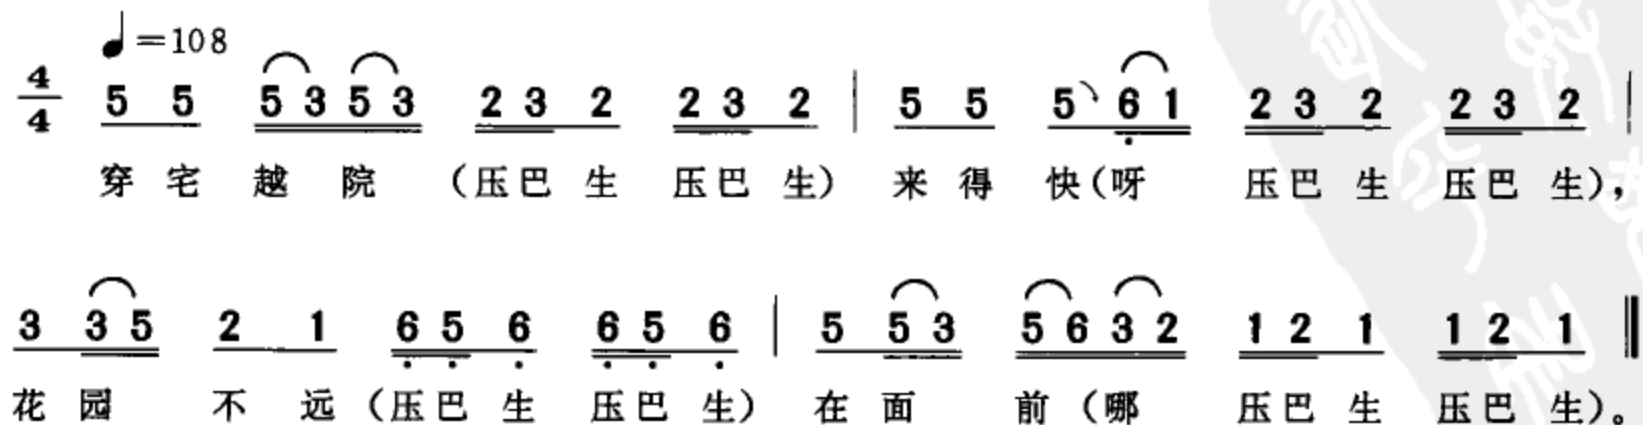 ♩=108
4/4 5 5 5 3 5 3 2 3 2 2 3 2 | 5 5 5 6 1 2 3 2 2 3 2 |
穿 宅 越 院 （压 巴 生 压 巴 生） 来 得 快（呀 压 巴 生 压 巴 生），
3 3 5 2 1 6 5 6 6 5 6 | 5 5 3 5 6 3 2 1 2 1 1 2 1 ‖
花 园 不 远（压 巴 生 压 巴 生） 在 面 前（哪 压 巴 生 压 巴 生）。